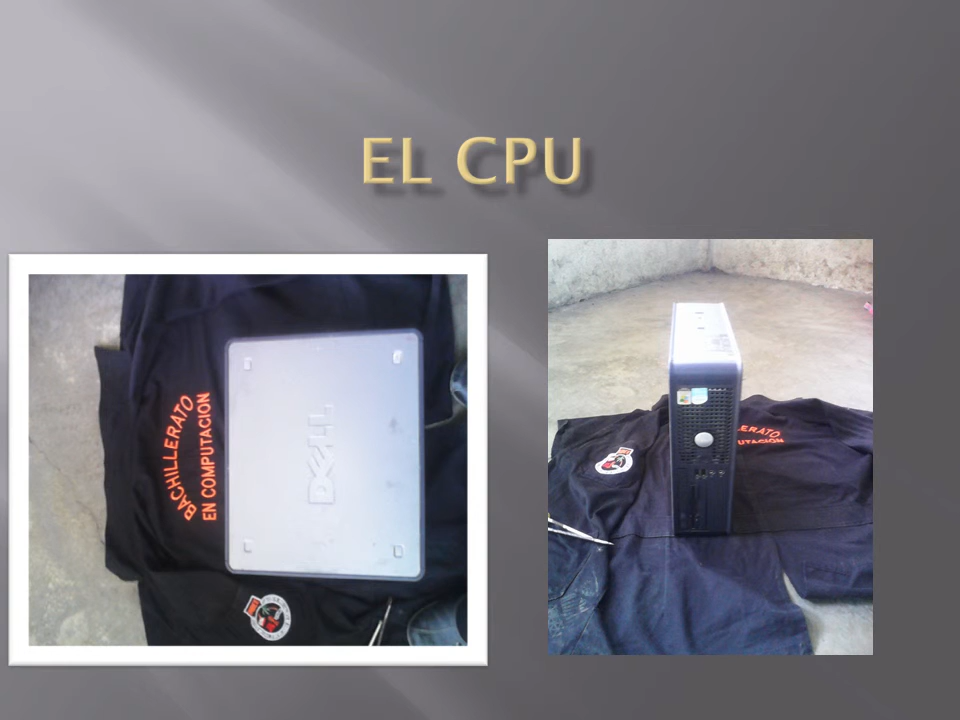 EL CPU
BACHILLERATO
EN COMPUTACION
DELL
LERATO
UTACION